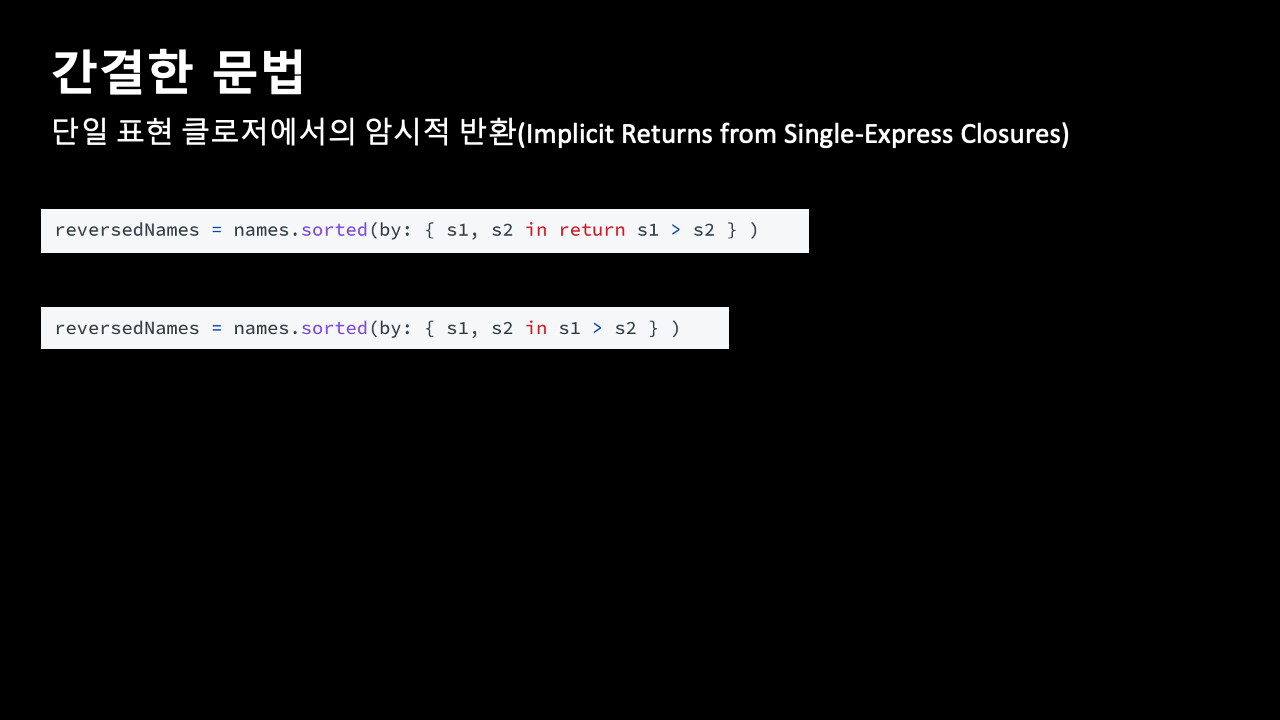 간결한 문법
단일 표현 클로저에서의 암시적 반환(Implicit Returns from Single-Express Closures)
reversedNames = names.sorted(by: { s1, s2 in return s1 > s2 } )
reversedNames = names.sorted(by: { s1, s2 in s1 > s2 } )